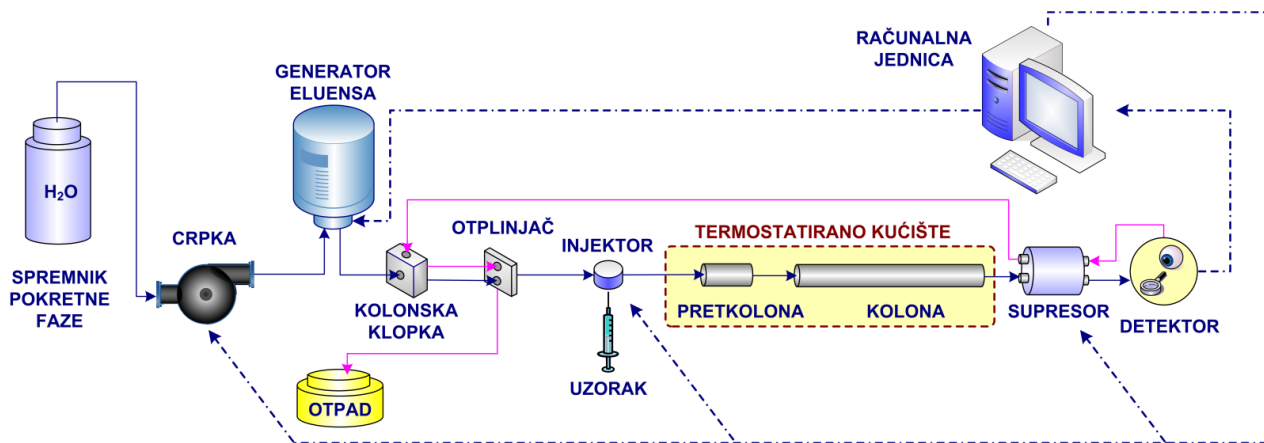 RAČUNALNA
JEDNICA
GENERATOR
ELUENSA
H₂O
CRPKA
OTPLINJAČ
INJEKTOR
TERMOSTATIRANO KUĆIŠTE
SPREMNIK
POKRETNE
FAZE
KOLONSKA
KLOPKA
PRETKOLONA
KOLONA
SUPRESOR
DETEKTOR
UZORAK
OTPAD